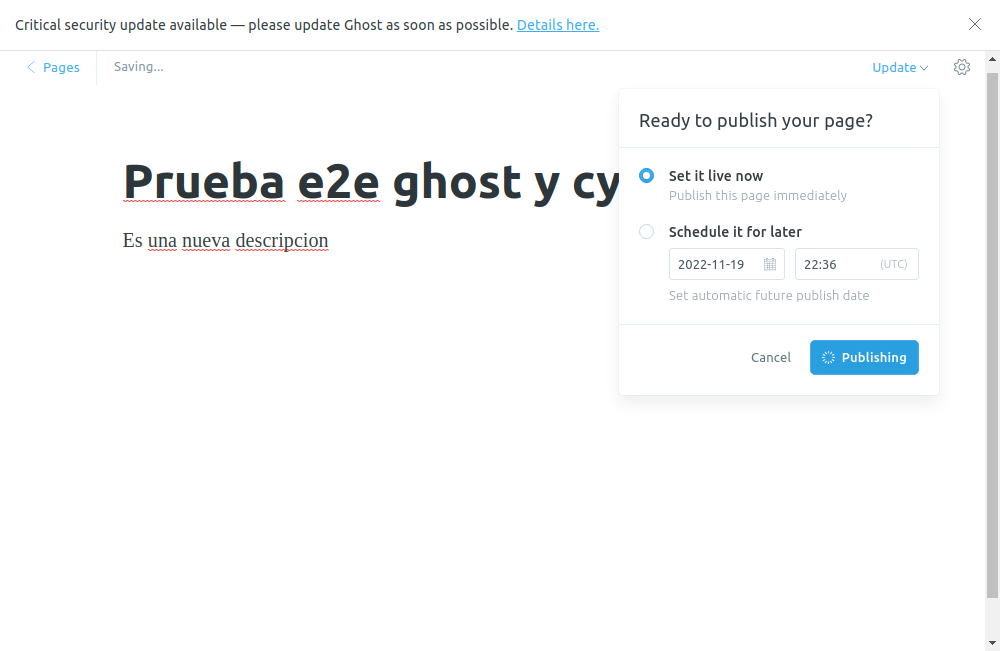 Critical security update available — please update Ghost as soon as possible. Details here.
Pages
Saving...
Update
Ready to publish your page?
Prueba e2e ghost y cy
Set it live now
Publish this page immediately
Es una nueva descripcion
Schedule it for later
2022-11-19
22:36 (UTC)
Set automatic future publish date
Cancel
Publishing